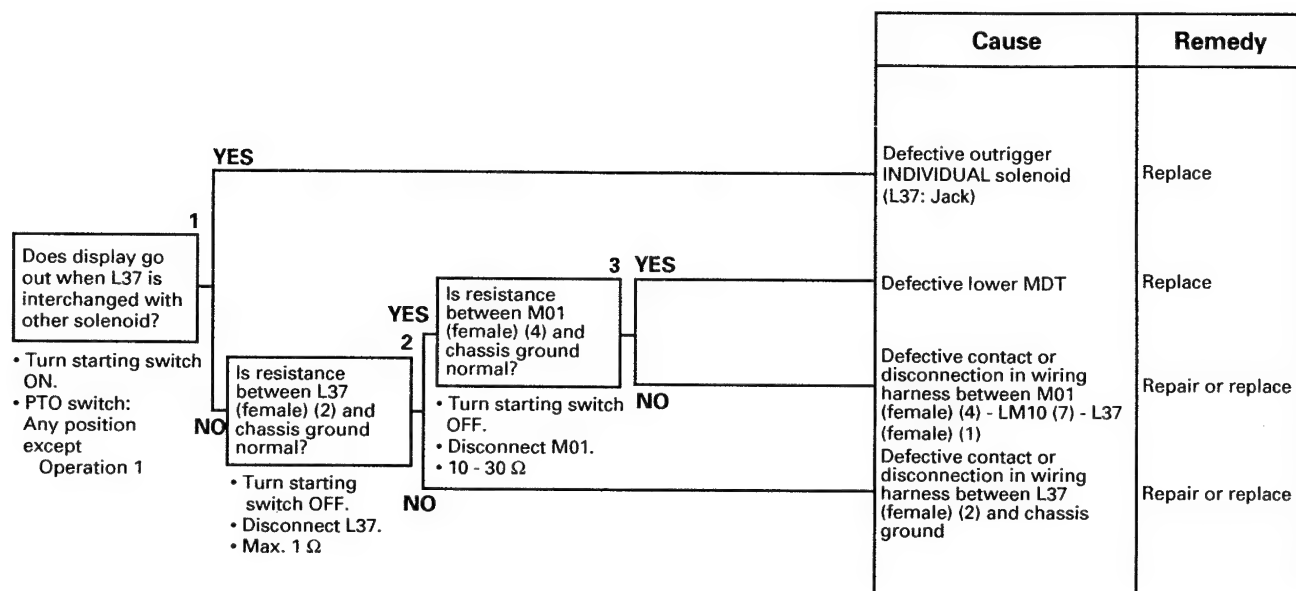 Cause
Remedy
YES
Defective outrigger
INDIVIDUAL solenoid
(L37: Jack)
Replace
1
Does display go
out when L37 is
interchanged with
other solenoid?
• Turn starting switch
ON.
• PTO switch:
Any position
except
Operation 1
3 YES
Is resistance
between M01
(female) (4) and
chassis ground
normal?
Defective lower MDT
Replace
YES
2
Is resistance
between L37
(female) (2) and
chassis ground
normal?
• Turn starting switch
OFF.
• Disconnect M01.
• 10 - 30 Ω
NO
Defective contact or
disconnection in wiring
harness between M01
(female) (4) - LM10 (7) - L37
(female) (1)
Repair or replace
NO
• Turn starting
switch OFF.
• Disconnect L37.
• Max. 1 Ω
NO
Defective contact or
disconnection in wiring
harness between L37
(female) (2) and chassis
ground
Repair or replace